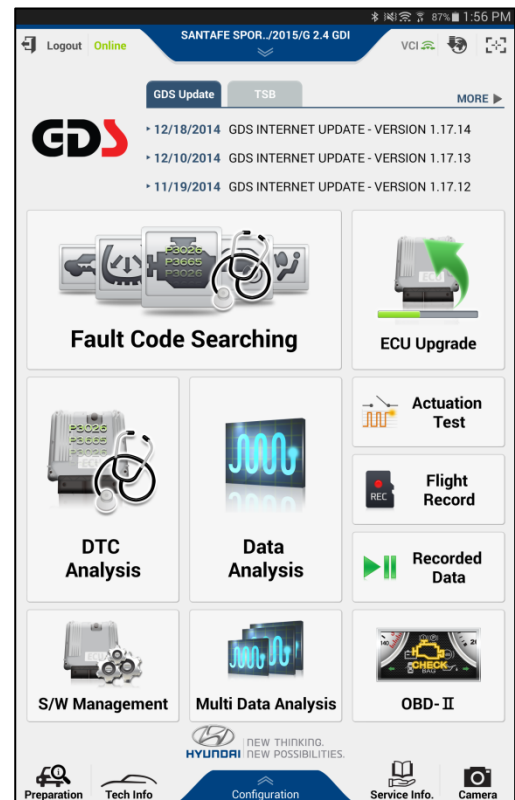 87% 1:56 PM
Logout Online SANTAFE SPOR../2015/G 2.4 GDI VCI
GDS Update TSB MORE ▶
GDS
12/18/2014 GDS INTERNET UPDATE - VERSION 1.17.14
12/10/2014 GDS INTERNET UPDATE - VERSION 1.17.13
11/19/2014 GDS INTERNET UPDATE - VERSION 1.17.12
P3026
P3665
P3026
Fault Code Searching
ECU
ECU Upgrade
P3026
P3665
P3026
ECU
DTC
Analysis
Data
Analysis
Actuation
Test
REC
Flight
Record
Recorded
Data
S/W Management
Multi Data Analysis
140
CHECK
OBD-Ⅱ
HYUNDAI
NEW THINKING.
NEW POSSIBILITIES.
Preparation Tech Info Configuration Service Info. Camera